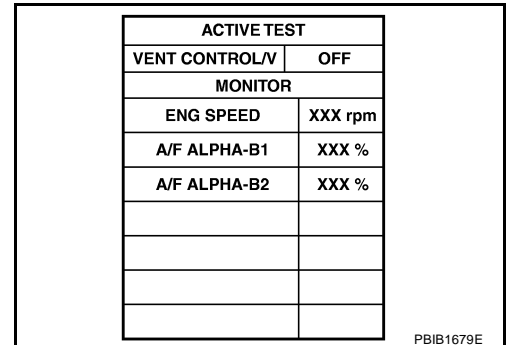 ACTIVE TEST
VENT CONTROL/V OFF
MONITOR
ENG SPEED XXX rpm
A/F ALPHA-B1 XXX %
A/F ALPHA-B2 XXX %
PBIB1679E